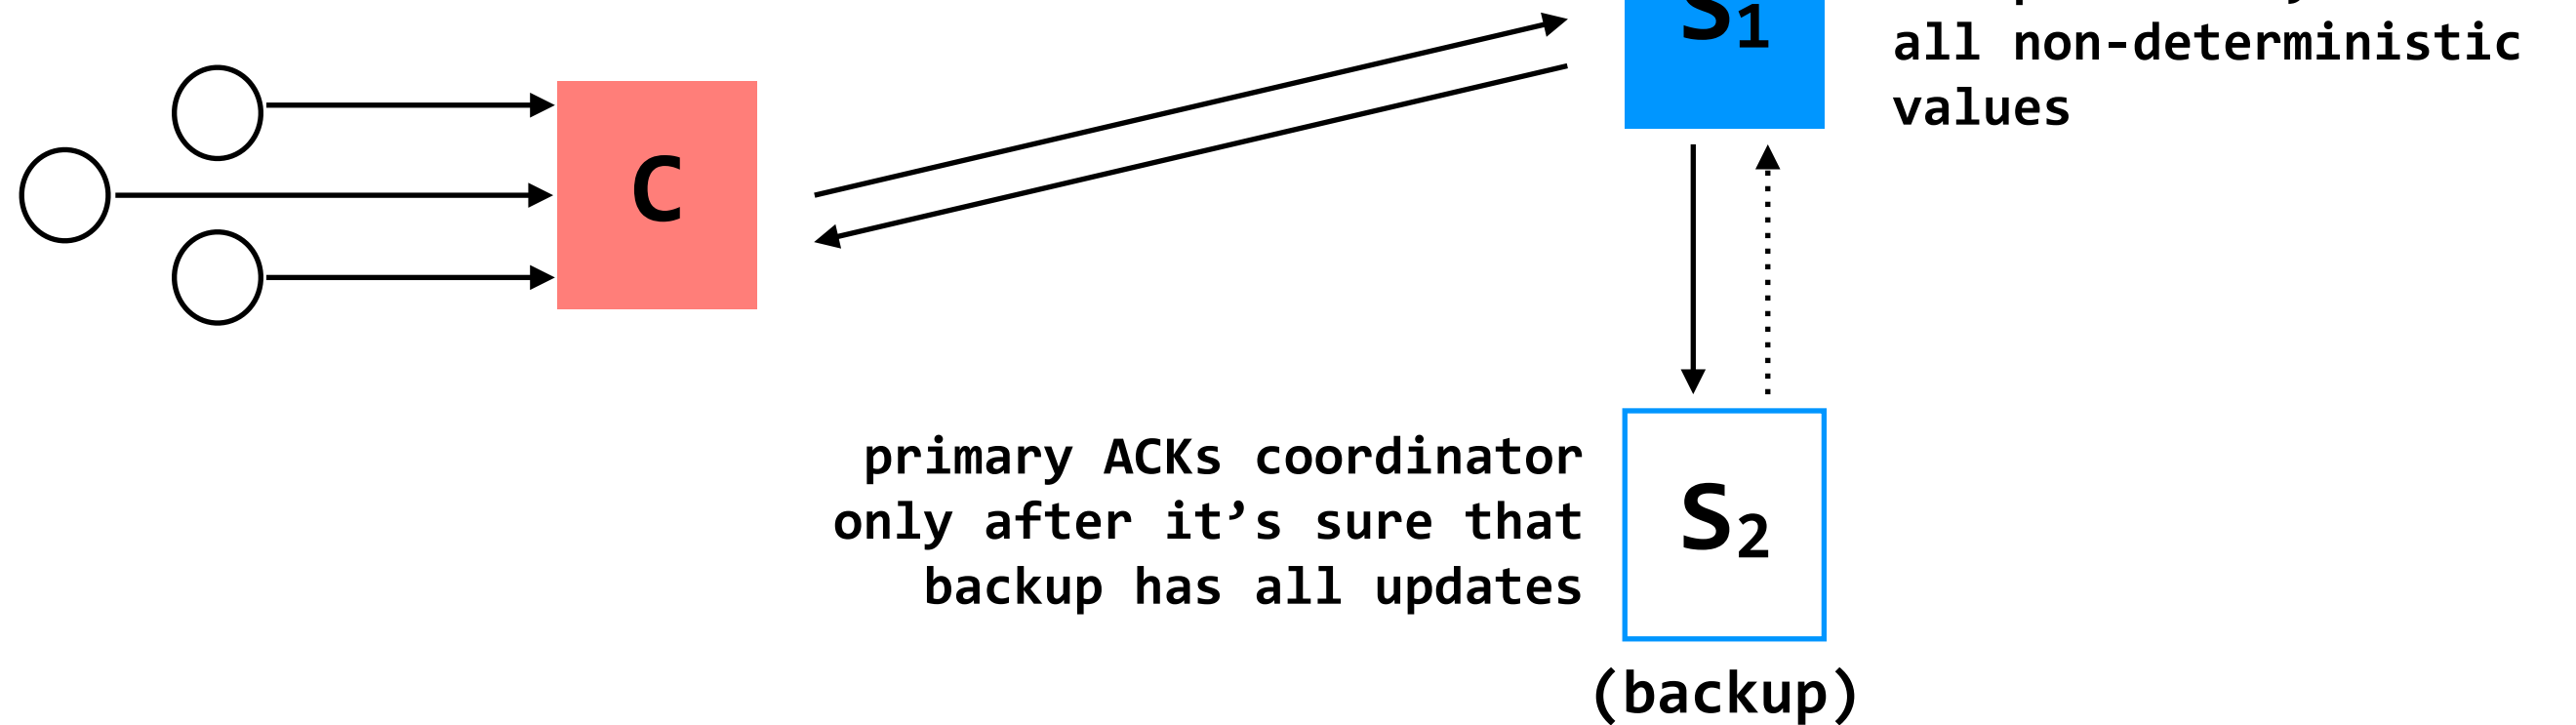 S1
all non-deterministic
values
C
primary ACKs coordinator
only after it’s sure that
backup has all updates
S2
(backup)